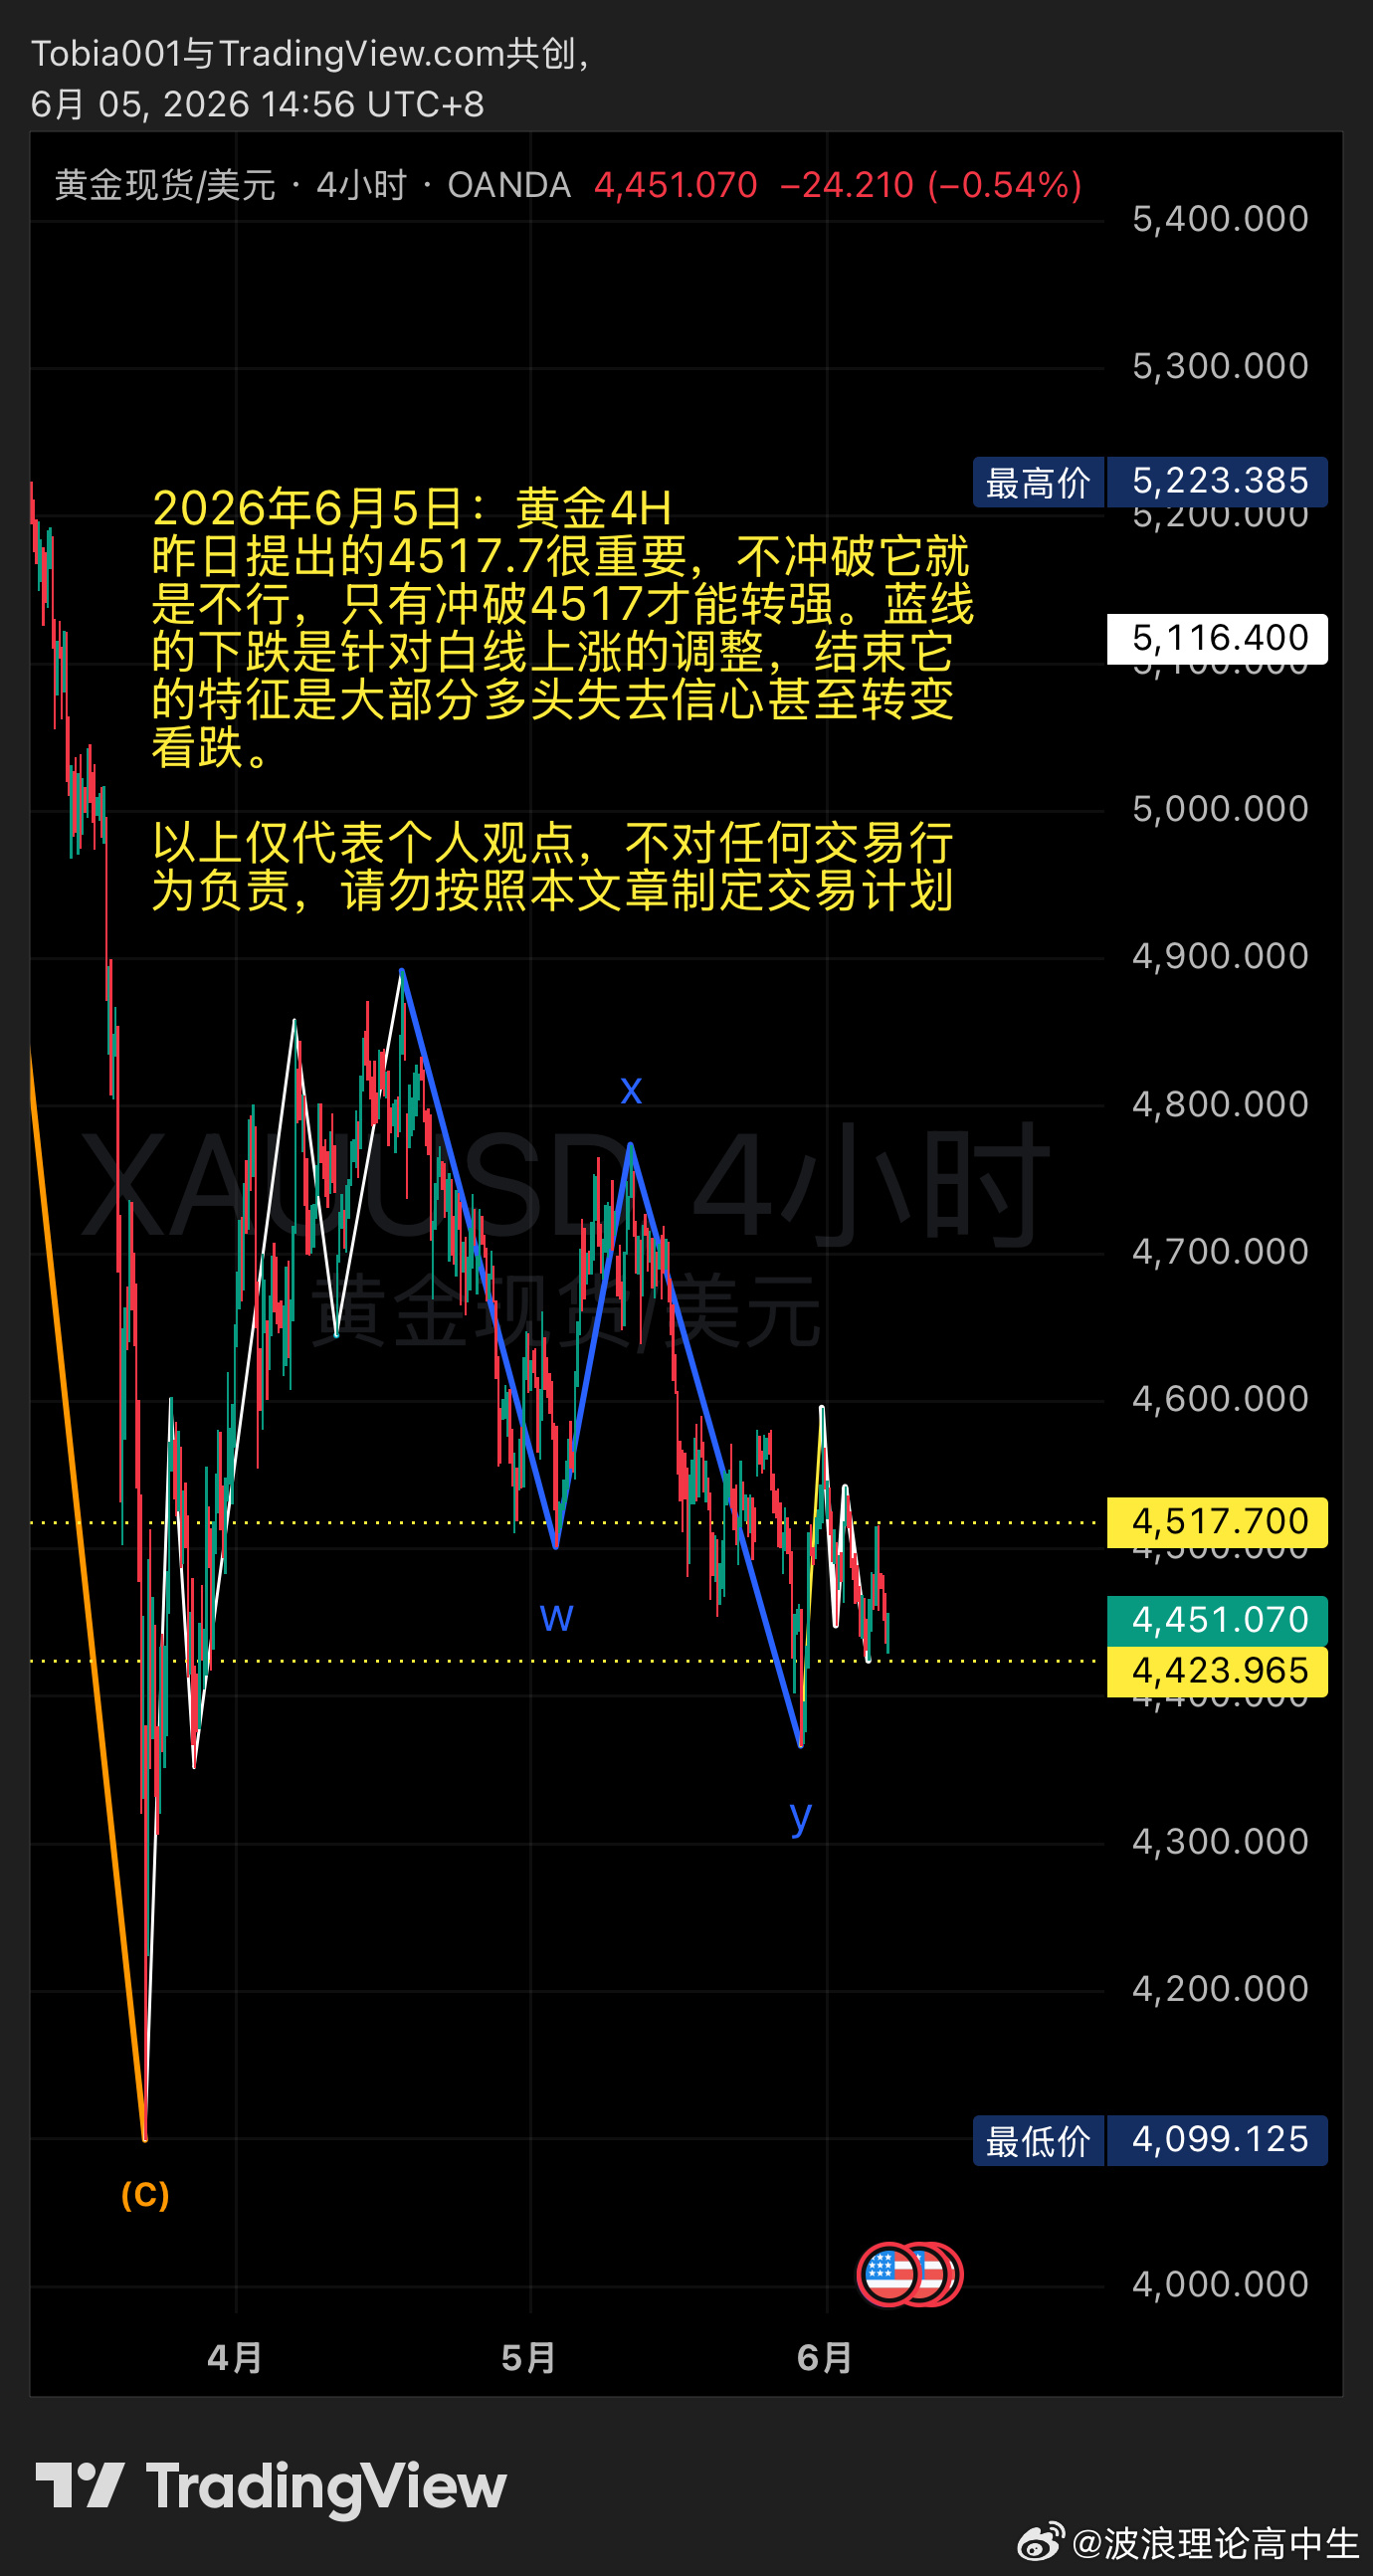 Tobia001与TradingView.com共创,
6月 05, 2026 14:56 UTC+8
黄金现货/美元 · 4小时 · OANDA 4,451.070 −24.210 (−0.54%)
5,400.000
5,300.000
最高价 5,223.385
5,200.000
2026年6月5日：黄金4H
昨日提出的4517.7很重要，不冲破它就
是不行，只有冲破4517才能转强。蓝线
的下跌是针对白线上涨的调整，结束它
的特征是大部分多头失去信心甚至转变
看跌。
5,116.400
5,100.000
5,000.000
以上仅代表个人观点，不对任何交易行
为负责，请勿按照本文章制定交易计划
4,900.000
x
4,800.000
XAUUSD 4小时
4,700.000
黄金现货/美元
4,600.000
4,517.700
4,500.000
w
4,451.070
4,423.965
4,400.000
y
4,300.000
4,200.000
最低价 4,099.125
(C)
4,000.000
4月 5月 6月
TradingView
@波浪理论高中生